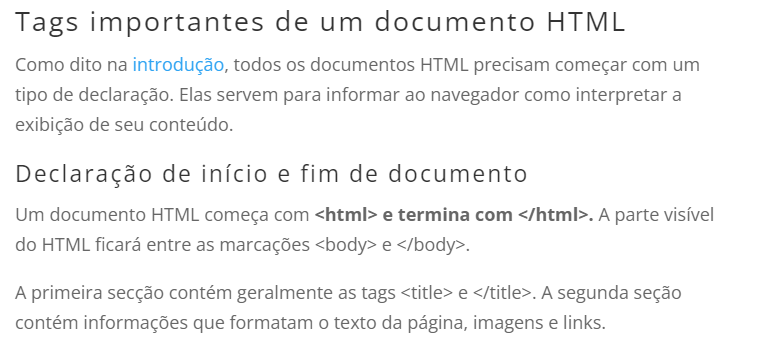 Tags importantes de um documento HTML
Como dito na introdução, todos os documentos HTML precisam começar com um
tipo de declaração. Elas servem para informar ao navegador como interpretar a
exibição de seu conteúdo.
Declaração de início e fim de documento
Um documento HTML começa com <html> e termina com </html>. A parte visível
do HTML ficará entre as marcações <body> e </body>.
A primeira secção contém geralmente as tags <title> e </title>. A segunda seção
contém informações que formatam o texto da página, imagens e links.